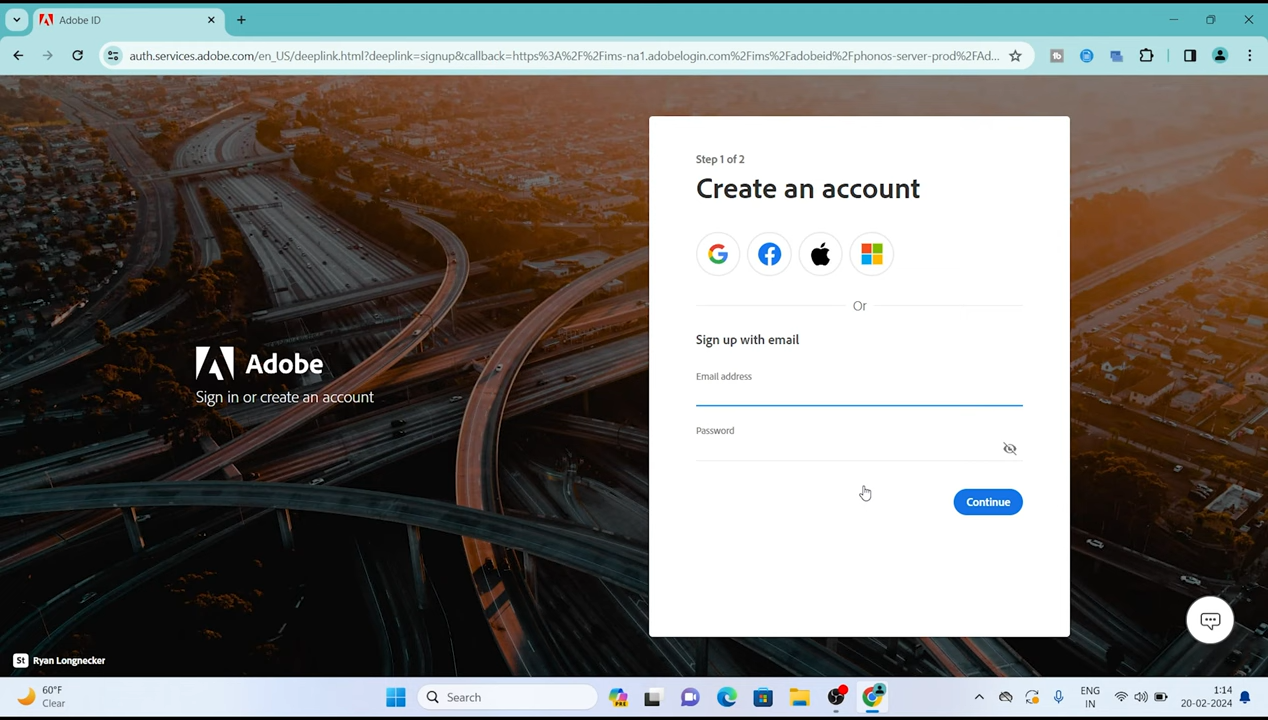 Adobe ID
auth.services.adobe.com/en_US/deeplink.html?deeplink=signup&callback=https%3A%2F%2Fims-na1.adobelogin.com%2Fims%2Fadobeid%2Fphonos-server-prod%2FAd...
Step 1 of 2
Create an account
Or
Sign up with email
Email address
Password
Continue
Adobe
Sign in or create an account
St Ryan Longnecker
60°F
Clear
Search
PRE
ENG
IN
1:14
20-02-2024